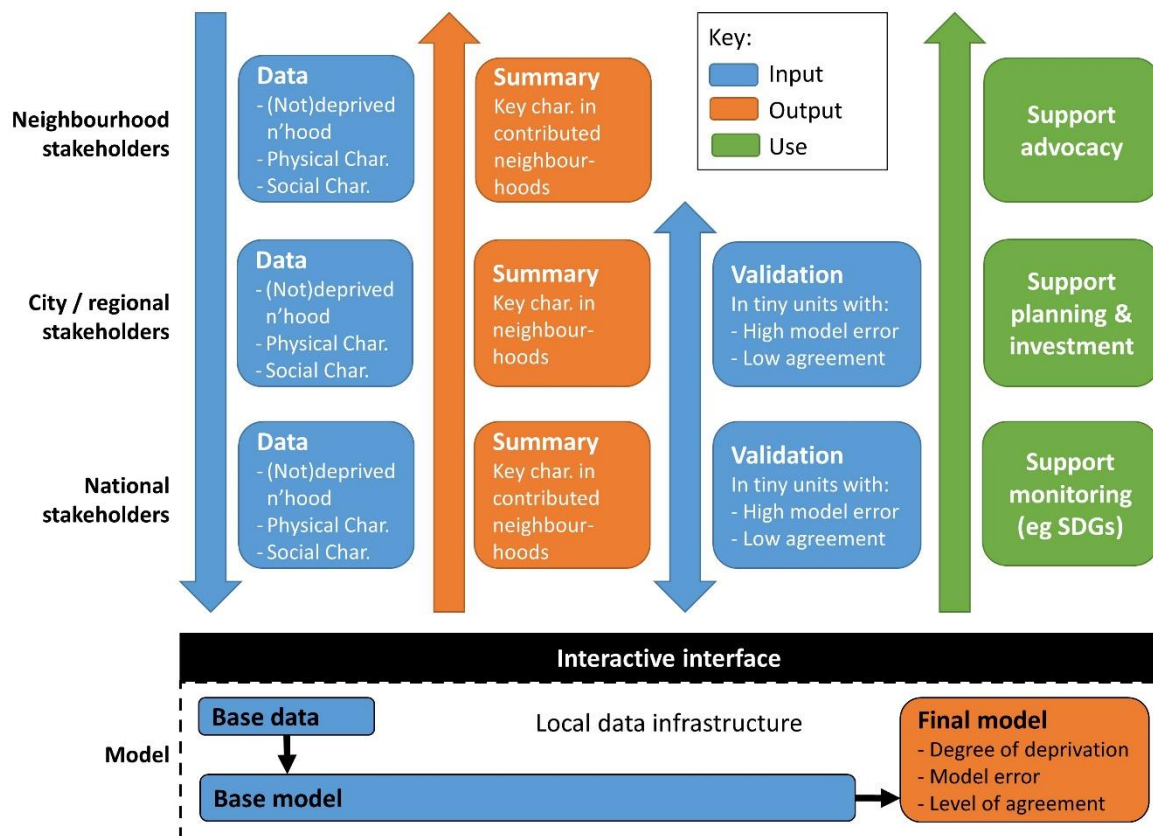 Key:
Input
Output
Use
Neighbourhood
stakeholders
Data
- (Not)deprived
n’hood
- Physical Char.
- Social Char.
Summary
Key char. in
contributed
neighbour-
hoods
Support
advocacy
City / regional
stakeholders
Data
- (Not)deprived
n’hood
- Physical Char.
- Social Char.
Summary
Key char. in
neighbour-
hoods
Validation
In tiny units with:
- High model error
- Low agreement
Support
planning &
investment
National
stakeholders
Data
- (Not)deprived
n’hood
- Physical Char.
- Social Char.
Summary
Key char. in
contributed
neighbour-
hoods
Validation
In tiny units with:
- High model error
- Low agreement
Support
monitoring
(eg SDGs)
Interactive interface
Model
Base data
Local data infrastructure
Base model
Final model
- Degree of deprivation
- Model error
- Level of agreement